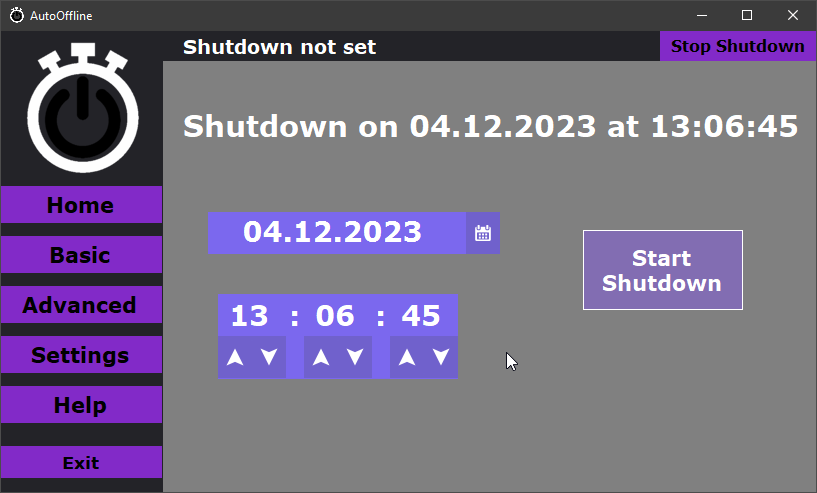 AutoOffline
Shutdown not set
Stop Shutdown
Shutdown on 04.12.2023 at 13:06:45
Home
Basic
Advanced
Settings
Help
Exit
04.12.2023
13 : 06 : 45
Start
Shutdown